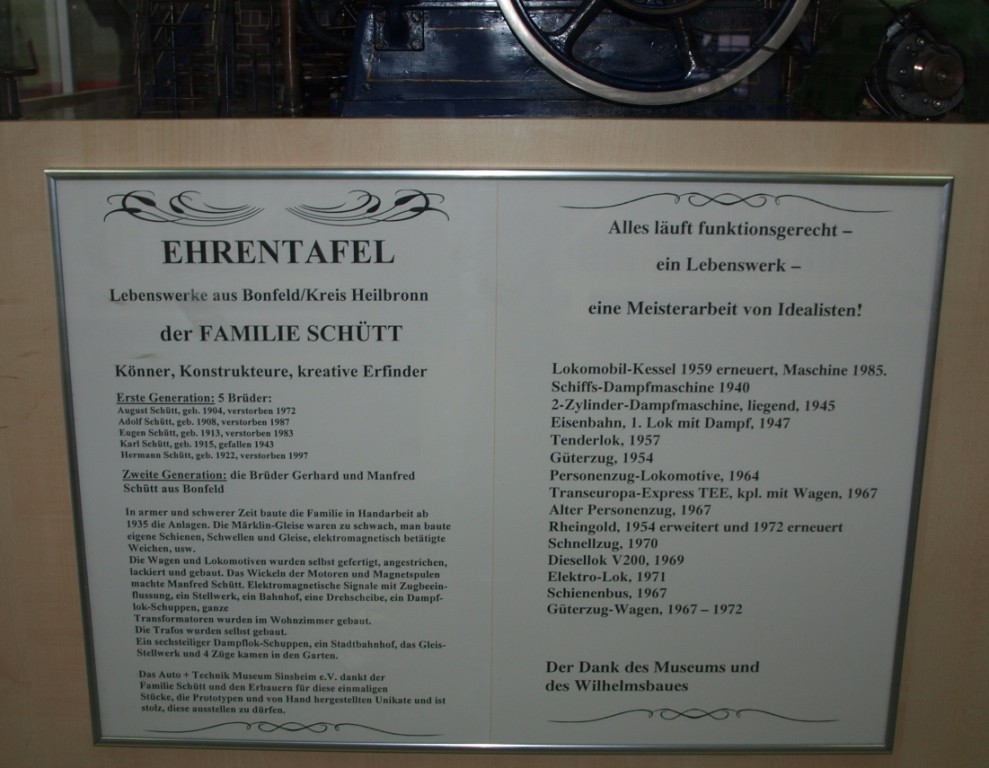 EHRENTAFEL
Lebenswerke aus Bonfeld/Kreis Heilbronn
der FAMILIE SCHÜTT
Könner, Konstrukteure, kreative Erfinder
Erste Generation: 5 Brüder:
August Schütt, geb. 1904, verstorben 1972
Adolf Schütt, geb. 1908, verstorben 1987
Eugen Schütt, geb. 1913, verstorben 1983
Karl Schütt, geb. 1915, gefallen 1943
Hermann Schütt, geb. 1922, verstorben 1997
Zweite Generation: die Brüder Gerhard und Manfred
Schütt aus Bonfeld
In armer und schwerer Zeit baute die Familie in Handarbeit ab
1935 die Anlagen. Die Märklin-Gleise waren zu schwach, man baute
eigene Schienen, Schwellen und Gleise, elektromagnetisch betätigte
Weichen, usw.
Die Wagen und Lokomotiven wurden selbst gefertigt, angestrichen,
lackiert und gebaut. Das Wickeln der Motoren und Magnetspulen
machte Manfred Schütt. Elektromagnetische Signale mit Zugbeein-
flussung, ein Stellwerk, ein Bahnhof, eine Drehscheibe, ein Dampf-
lok-Schuppen, ganze
Transformatoren wurden im Wohnzimmer gebaut.
Die Trafos wurden selbst gebaut.
Ein sechsteiliger Dampflok-Schuppen, ein Stadtbahnhof, das Gleis-
Stellwerk und 4 Züge kamen in den Garten.
Das Auto + Technik Museum Sinsheim e.V. dankt der
Familie Schütt und den Erbauern für diese einmaligen
Stücke, die Prototypen und von Hand hergestellten Unikate und ist
stolz, diese ausstellen zu dürfen.
Alles läuft funktionsgerecht –
ein Lebenswerk –
eine Meisterarbeit von Idealisten!
Lokomobil-Kessel 1959 erneuert, Maschine 1985.
Schiffs-Dampfmaschine 1940
2-Zylinder-Dampfmaschine, liegend, 1945
Eisenbahn, 1. Lok mit Dampf, 1947
Tenderlok, 1957
Güterzug, 1954
Personenzug-Lokomotive, 1964
Transeuropa-Express TEE, kpl. mit Wagen, 1967
Alter Personenzug, 1967
Rheingold, 1954 erweitert und 1972 erneuert
Schnellzug, 1970
Diesellok V200, 1969
Elektro-Lok, 1971
Schienenbus, 1967
Güterzug-Wagen, 1967 – 1972
Der Dank des Museums und
des Wilhelmsbaues